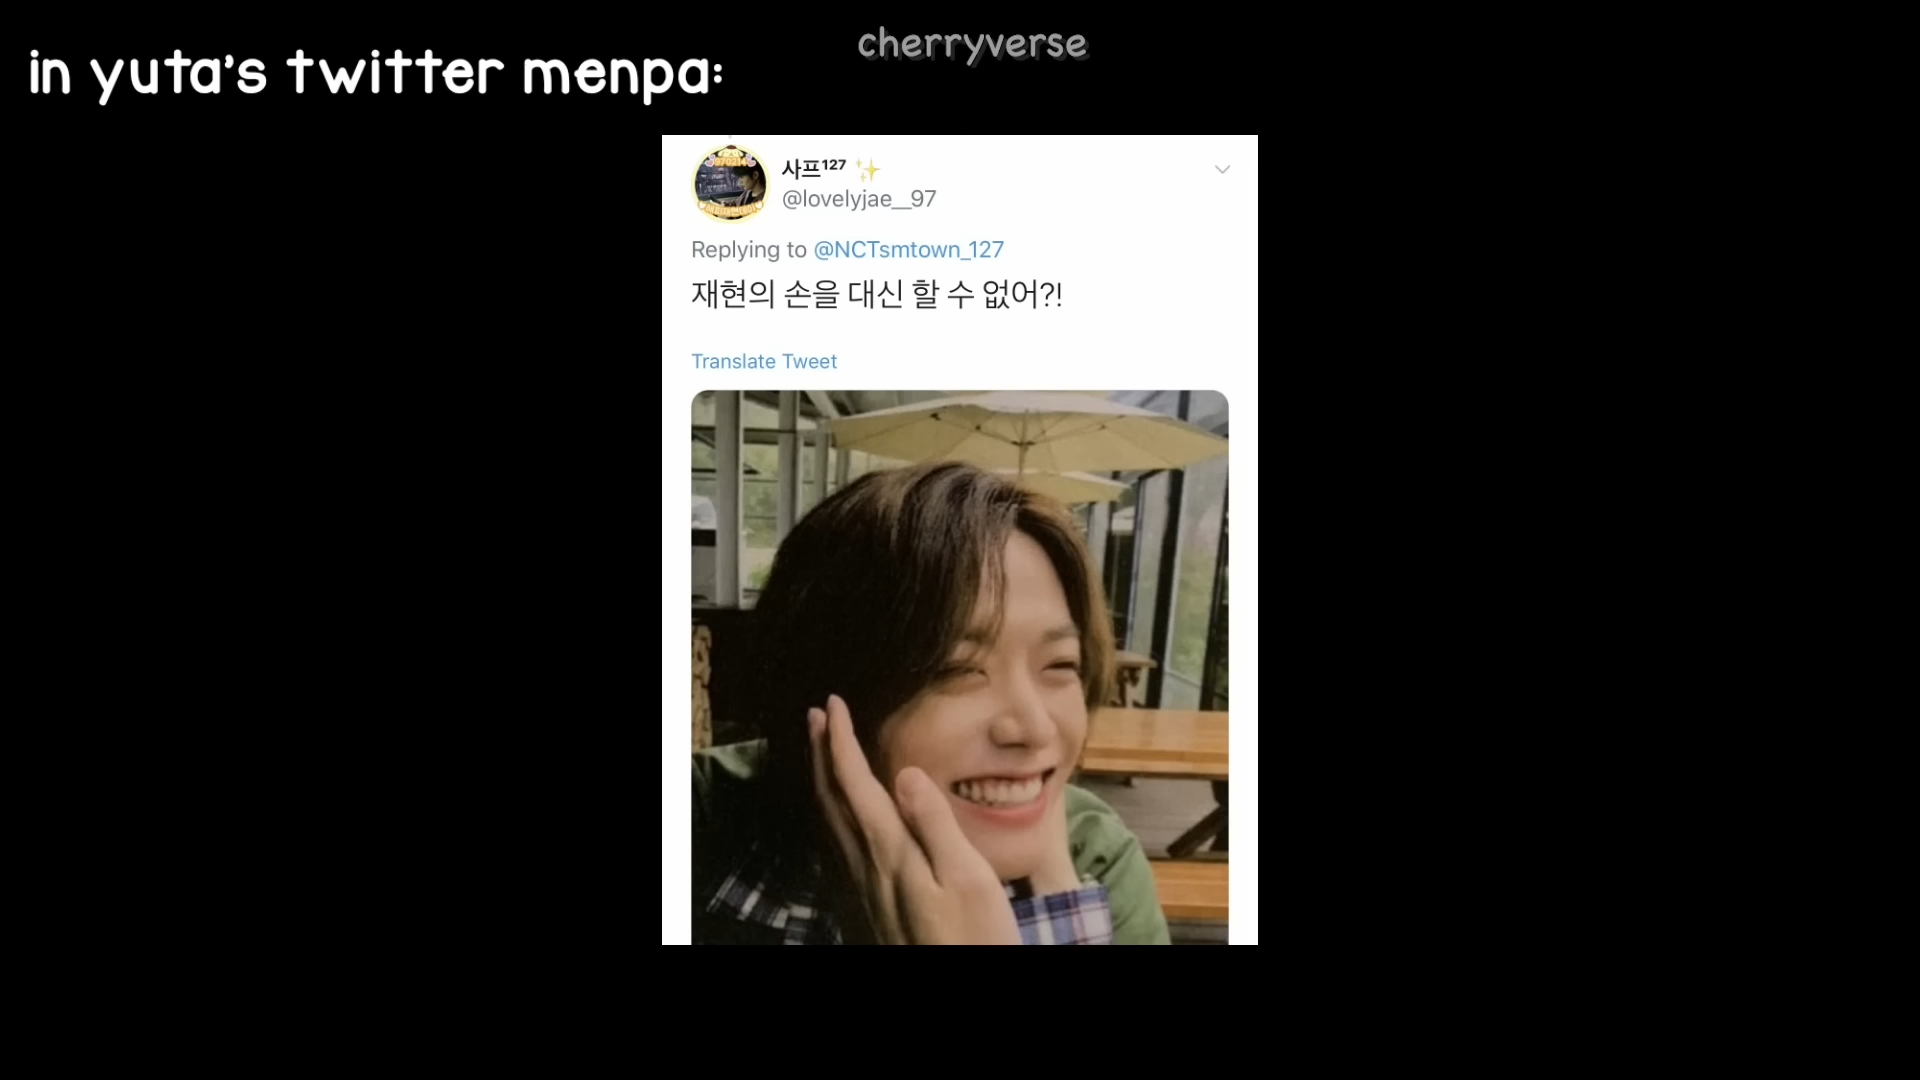 cherryverse
in yuta's twitter menpa:
사프¹²⁷ ✨
@lovelyjae__97
Replying to @NCTsmtown_127
재현의 손을 대신 할 수 없어?!
Translate Tweet